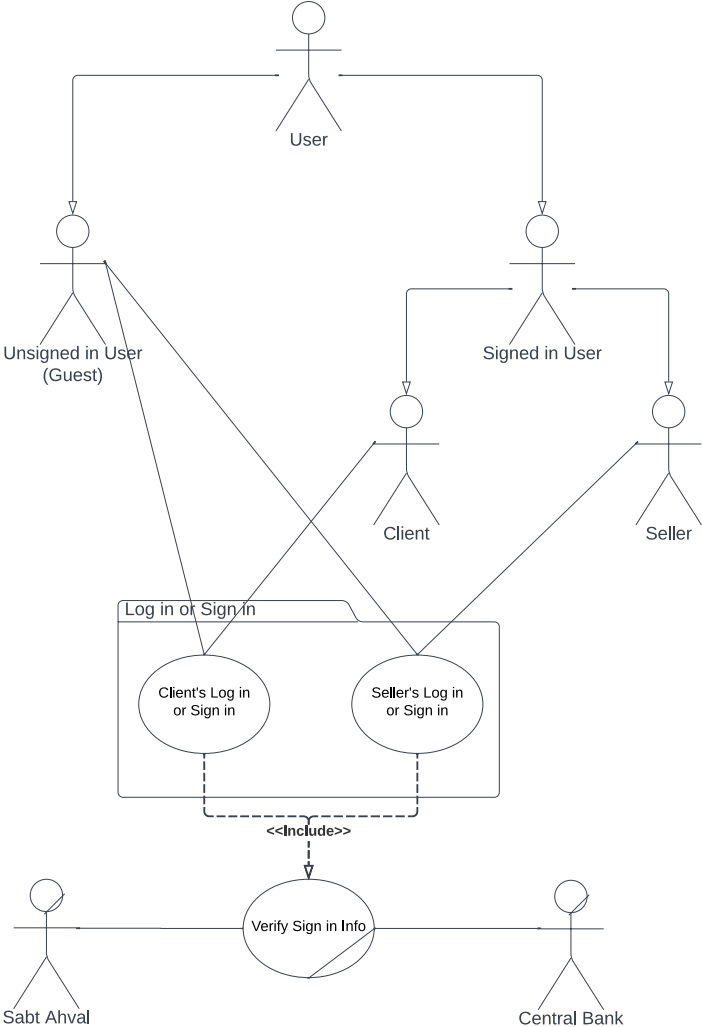 User
Unsigned in User
(Guest)
Signed in User
Client
Seller
Log in or Sign in
Client's Log in
or Sign in
Seller's Log in
or Sign in
<<Include>>
Verify Sign in Info
Sabt Ahval
Central Bank